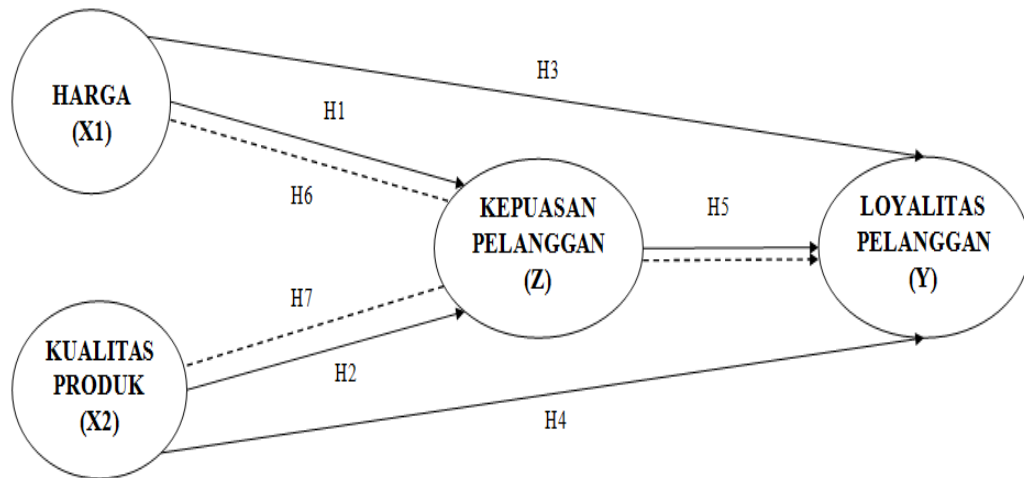 HARGA
(X1)
H3
H1
H6
KEPUASAN
PELANGGAN
(Z)
H5
LOYALITAS
PELANGGAN
(Y)
H7
KUALITAS
PRODUK
(X2)
H2
H4